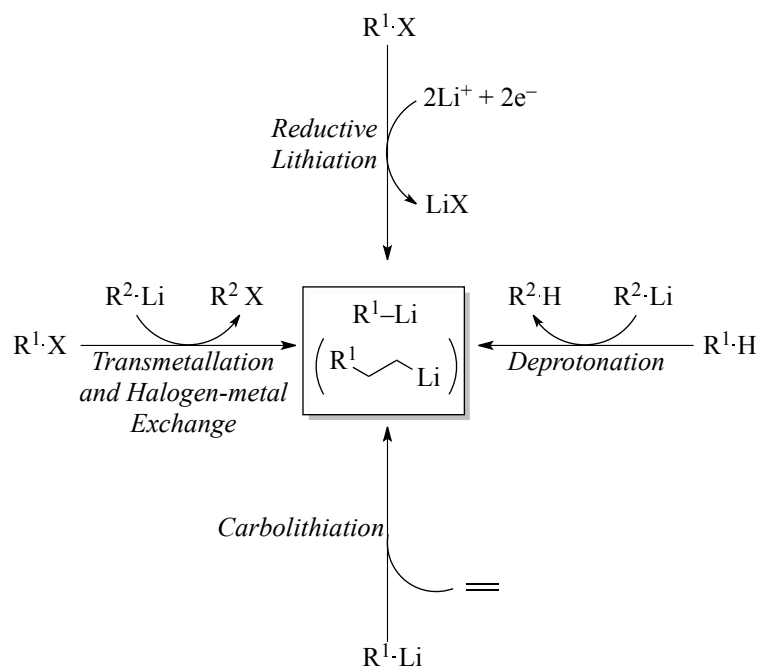 R¹·X
2Li⁺ + 2e⁻
Reductive
Lithiation
LiX
R²·Li
R² X
R²·H
R²·Li
R¹·X
R¹–Li
R¹·H
Transmetallation
and Halogen-metal
Exchange
R¹
Li
Deprotonation
Carbolithiation
R¹·Li